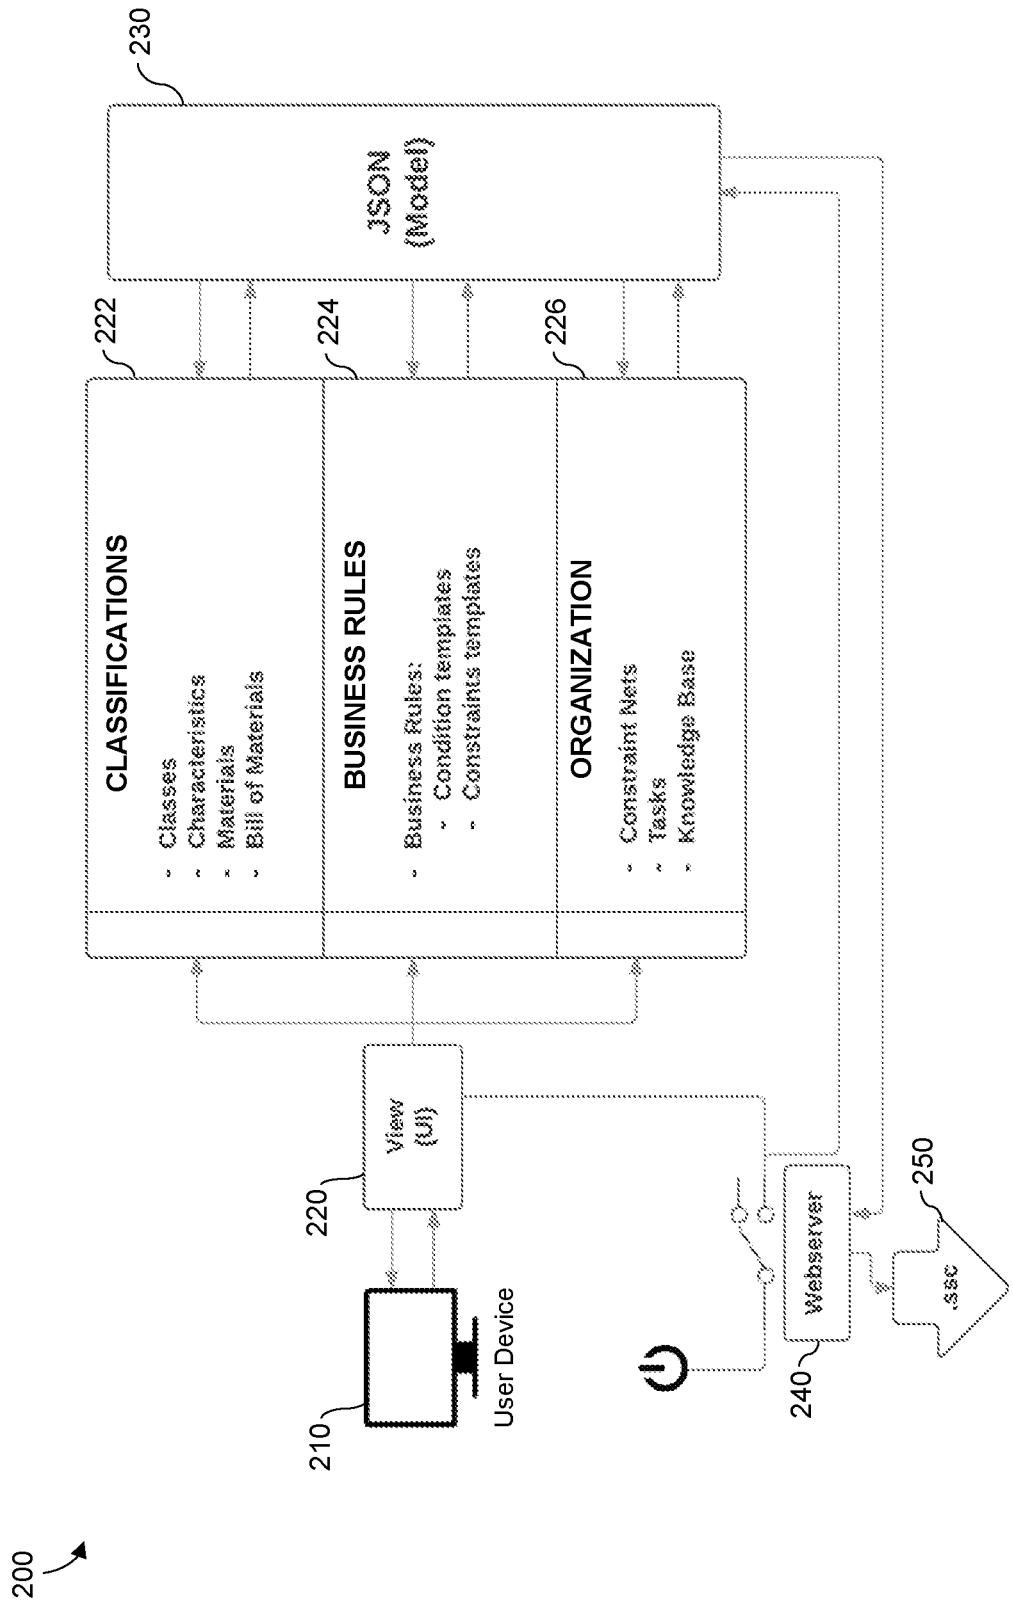 200
210
User Device
220
View
(UI)
222
CLASSIFICATIONS
- Classes
- Characteristics
- Materials
- Bill of Materials
224
BUSINESS RULES
- Business Rules:
- Condition templates
- Constraints templates
226
ORGANIZATION
- Constraint Nets
- Tasks
- Knowledge Base
230
JSON
(Model)
240
Webserver
250
.ssc